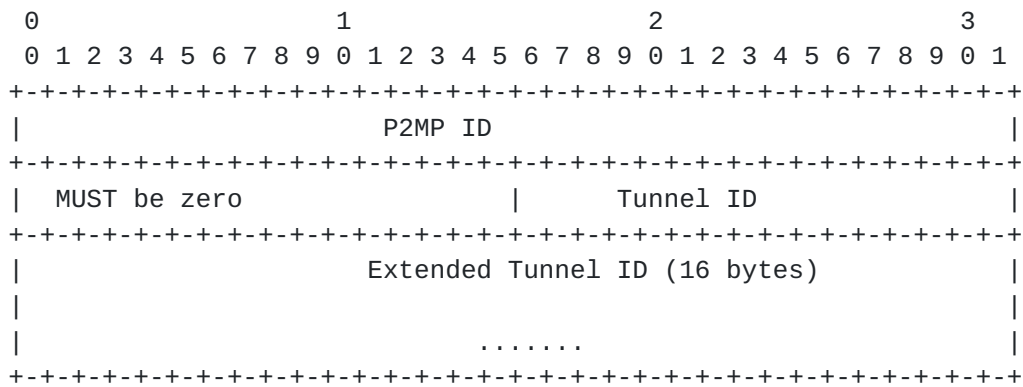 0                   1                   2                   3
0 1 2 3 4 5 6 7 8 9 0 1 2 3 4 5 6 7 8 9 0 1 2 3 4 5 6 7 8 9 0 1
+-+-+-+-+-+-+-+-+-+-+-+-+-+-+-+-+-+-+-+-+-+-+-+-+-+-+-+-+-+-+-+-+
|                       P2MP ID                                 |
+-+-+-+-+-+-+-+-+-+-+-+-+-+-+-+-+-+-+-+-+-+-+-+-+-+-+-+-+-+-+-+-+
|  MUST be zero                 |      Tunnel ID                |
+-+-+-+-+-+-+-+-+-+-+-+-+-+-+-+-+-+-+-+-+-+-+-+-+-+-+-+-+-+-+-+-+
|                      Extended Tunnel ID (16 bytes)            |
|                                                               |
|                             .......                           |
+-+-+-+-+-+-+-+-+-+-+-+-+-+-+-+-+-+-+-+-+-+-+-+-+-+-+-+-+-+-+-+-+